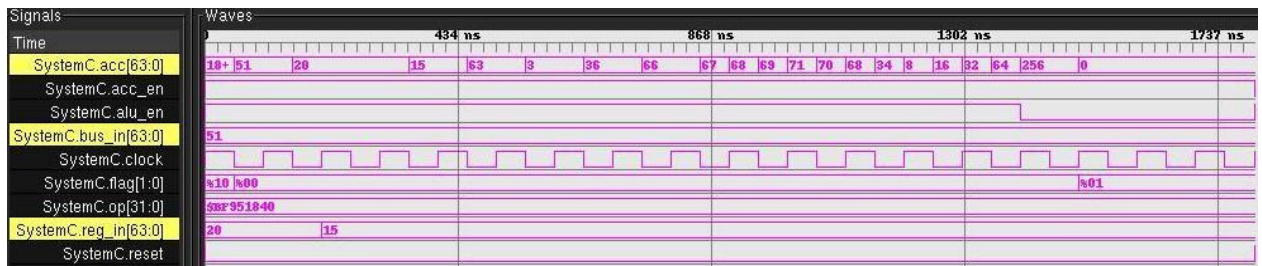 Signals Waves
Time 0 434 ns 868 ns 1302 ns 1737 ns
SystemC.acc[63:0] 18+ 51 20 15 63 3 36 66 67 68 69 71 70 68 34 8 16 32 64 256 0
SystemC.acc_en
SystemC.alu_en
SystemC.bus_in[63:0] 51
SystemC.clock
SystemC.flag[1:0] %10 %00 %01
SystemC.op[31:0] $BF951840
SystemC.reg_in[63:0] 20 15
SystemC.reset